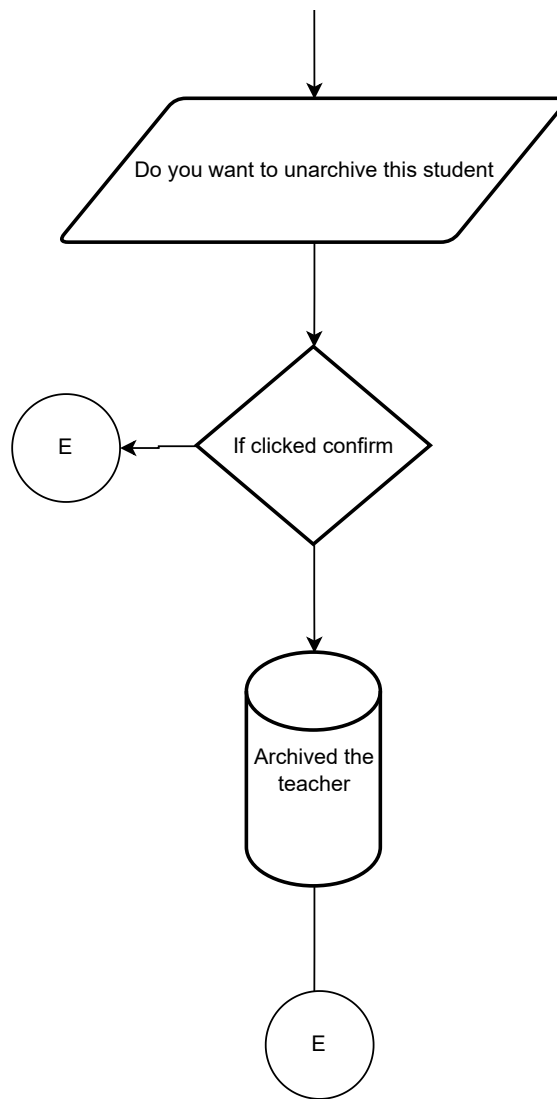 Do you want to unarchive this student
E
If clicked confirm
Archived the
teacher
E